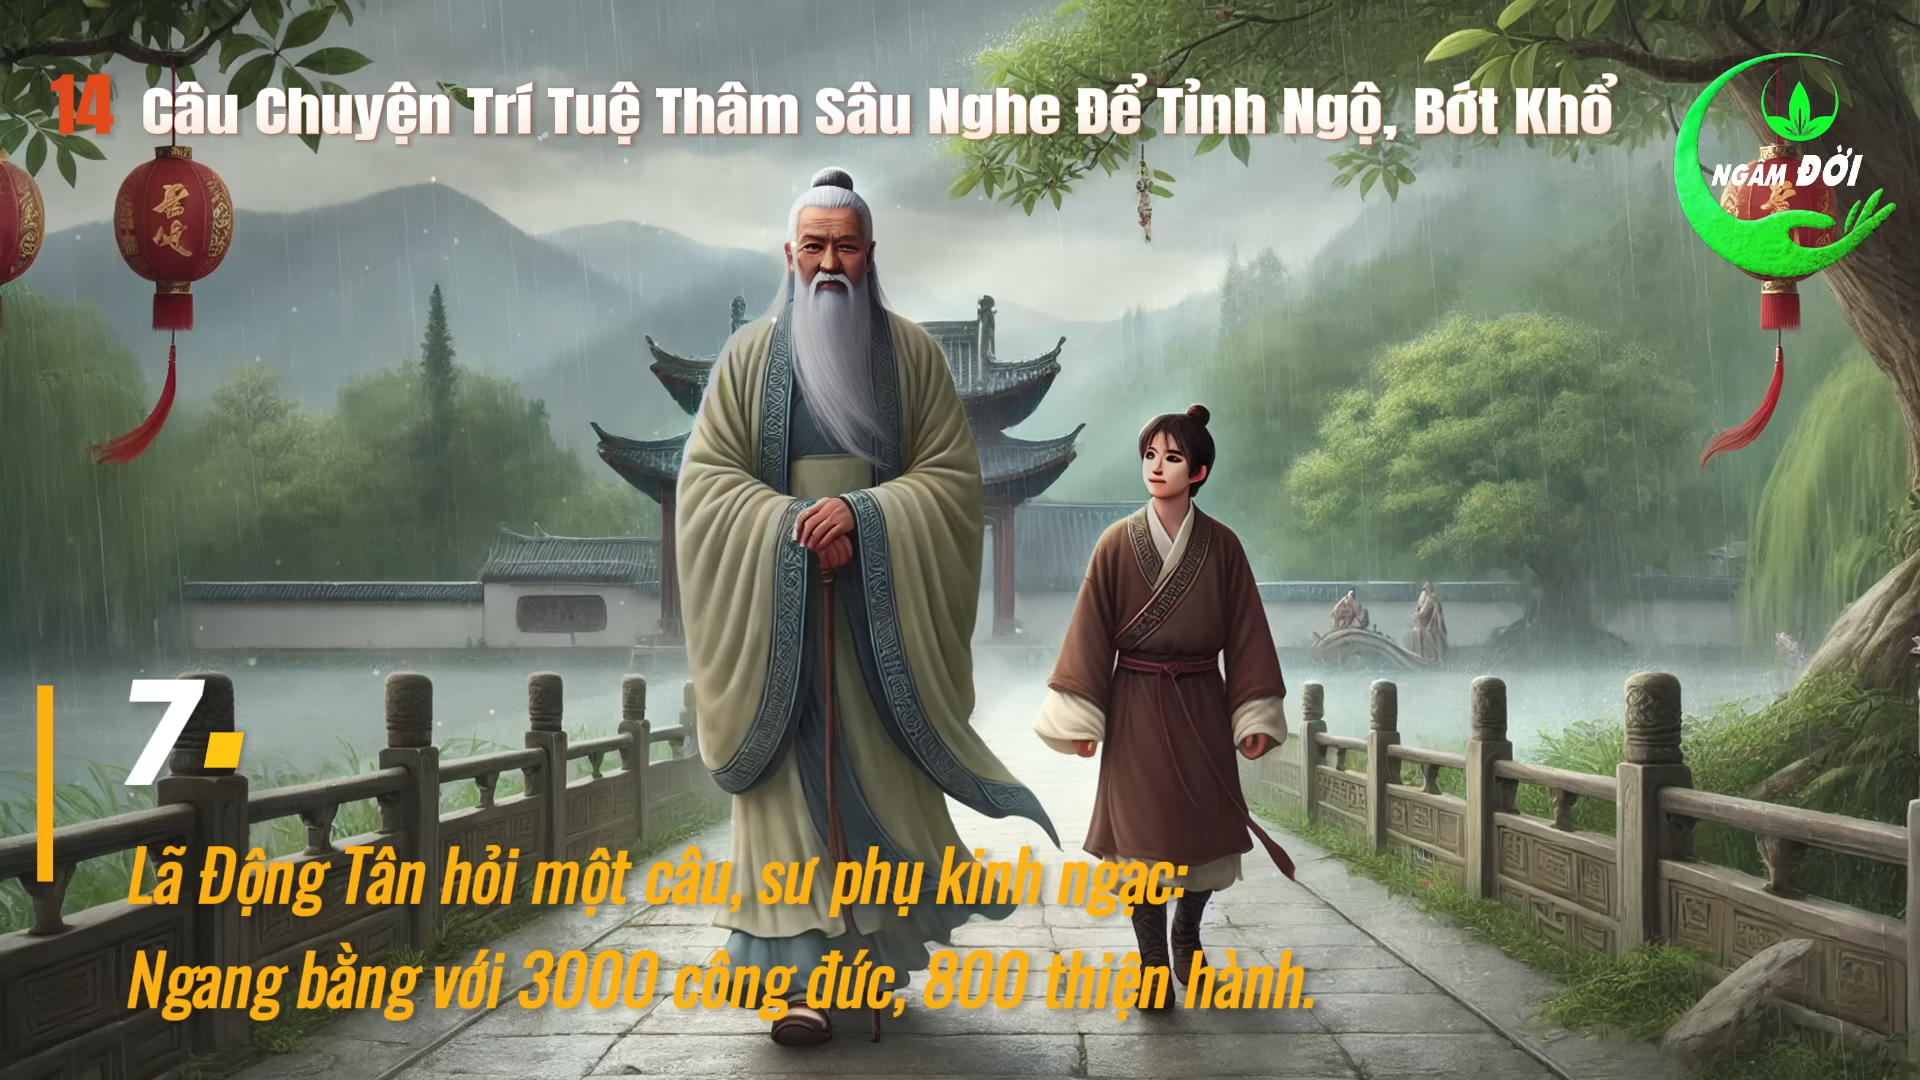 14 Câu Chuyện Trí Tuệ Thâm Sâu Nghe Để Tỉnh Ngộ, Bớt Khổ
NGẪM ĐỜI
7.
Lã Động Tân hỏi một câu, sư phụ kinh ngạc:
Ngang bằng với 3000 công đức, 800 thiện hành.